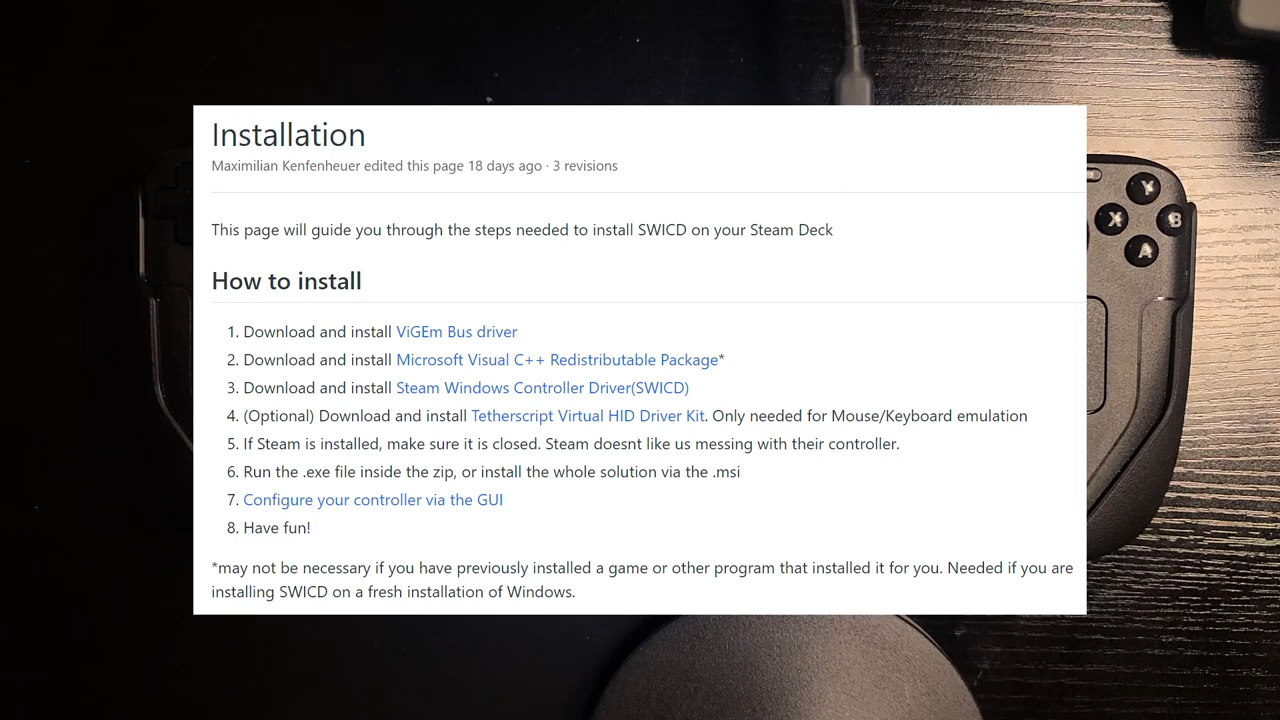 Installation
Maximilian Kenfenheuer edited this page 18 days ago · 3 revisions
This page will guide you through the steps needed to install SWICD on your Steam Deck
How to install
1. Download and install ViGEm Bus driver
2. Download and install Microsoft Visual C++ Redistributable Package*
3. Download and install Steam Windows Controller Driver(SWICD)
4. (Optional) Download and install Tetherscript Virtual HID Driver Kit. Only needed for Mouse/Keyboard emulation
5. If Steam is installed, make sure it is closed. Steam doesnt like us messing with their controller.
6. Run the .exe file inside the zip, or install the whole solution via the .msi
7. Configure your controller via the GUI
8. Have fun!
*may not be necessary if you have previously installed a game or other program that installed it for you. Needed if you are
installing SWICD on a fresh installation of Windows.
Y
X
B
A